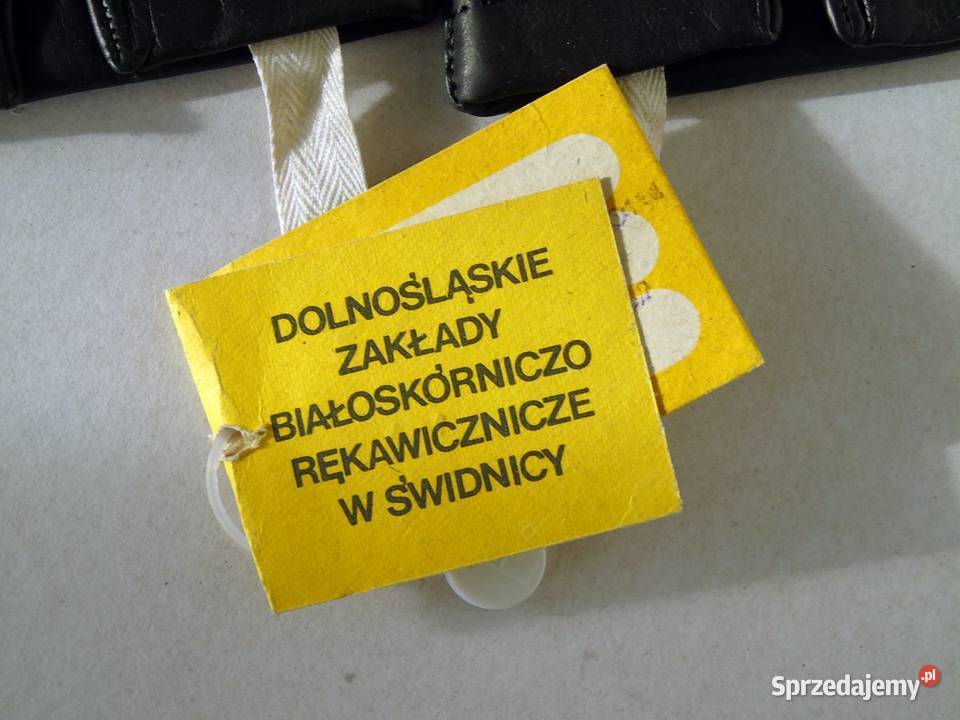 DOLNOŚLĄSKIE
ZAKŁADY
BIAŁOSKÓRNICZO
RĘKAWICZNICZE
W ŚWIDNICY
Sprzedajemy.pl